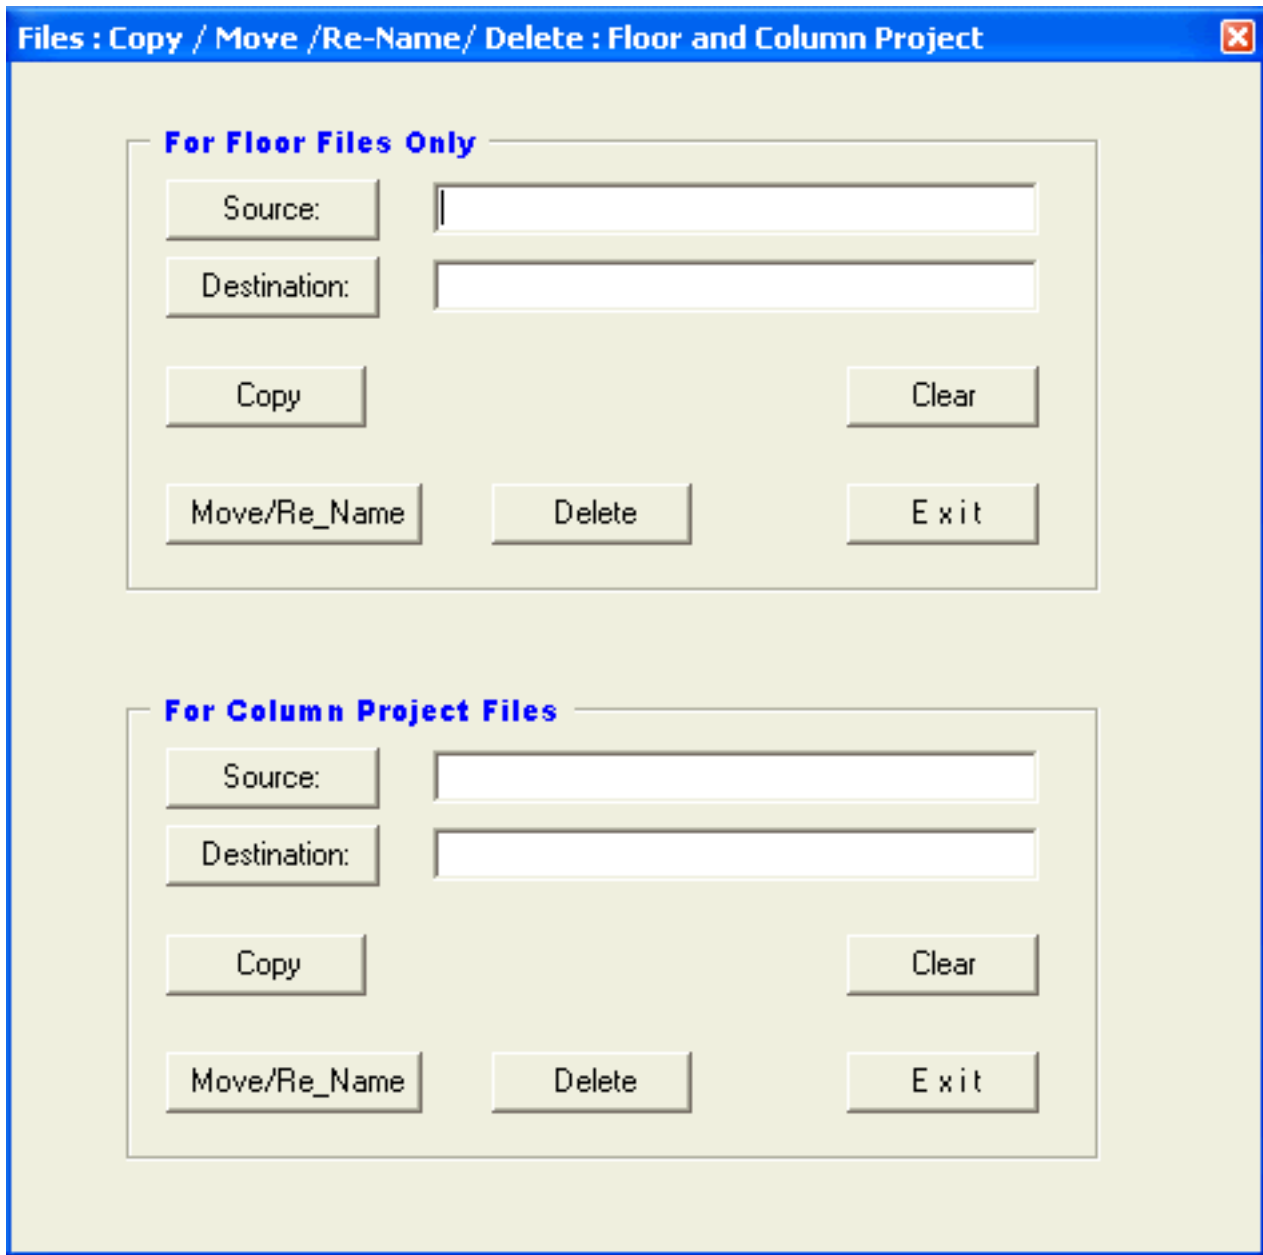 Files : Copy / Move /Re-Name/ Delete : Floor and Column Project
For Floor Files Only
Source:
Destination:
Copy Clear
Move/Re_Name Delete E x i t
For Column Project Files
Source:
Destination:
Copy Clear
Move/Re_Name Delete E x i t